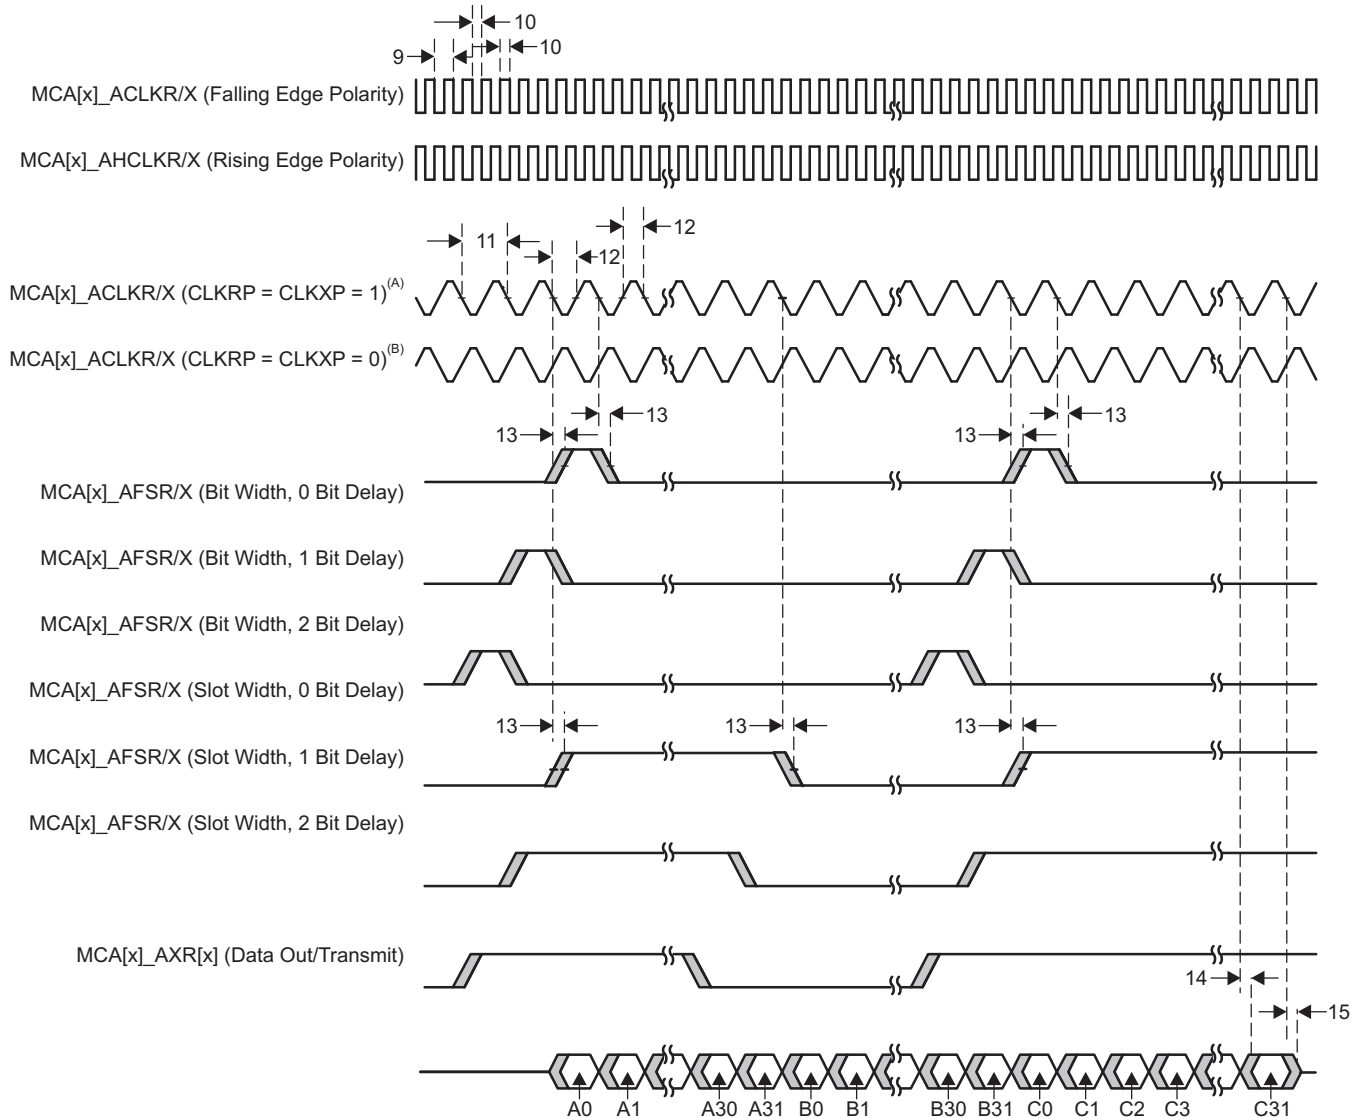 10
9
10
MCA[x]_ACLKR/X (Falling Edge Polarity)
MCA[x]_AHCLKR/X (Rising Edge Polarity)
12
11
12
MCA[x]_ACLKR/X (CLKRP = CLKXP = 1)(A)
MCA[x]_ACLKR/X (CLKRP = CLKXP = 0)(B)
13 13
13 13
MCA[x]_AFSR/X (Bit Width, 0 Bit Delay)
MCA[x]_AFSR/X (Bit Width, 1 Bit Delay)
MCA[x]_AFSR/X (Bit Width, 2 Bit Delay)
MCA[x]_AFSR/X (Slot Width, 0 Bit Delay)
13 13 13
MCA[x]_AFSR/X (Slot Width, 1 Bit Delay)
MCA[x]_AFSR/X (Slot Width, 2 Bit Delay)
MCA[x]_AXR[x] (Data Out/Transmit)
14
15
A0 A1 A30 A31 B0 B1 B30 B31 C0 C1 C2 C3 C31